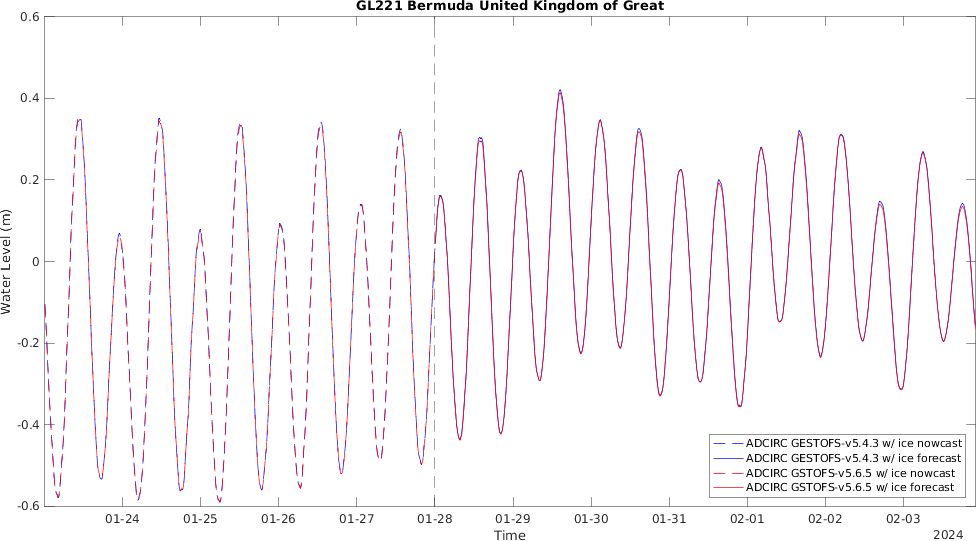 GL221 Bermuda United Kingdom of Great
0.6
0.4
0.2
0
-0.2
-0.4
-0.6
Water Level (m)
ADCIRC GESTOFS-v5.4.3 w/ ice nowcast
ADCIRC GESTOFS-v5.4.3 w/ ice forecast
ADCIRC GSTOFS-v5.6.5 w/ ice nowcast
ADCIRC GSTOFS-v5.6.5 w/ ice forecast
01-24 01-25 01-26 01-27 01-28 01-29 01-30 01-31 02-01 02-02 02-03
Time
2024